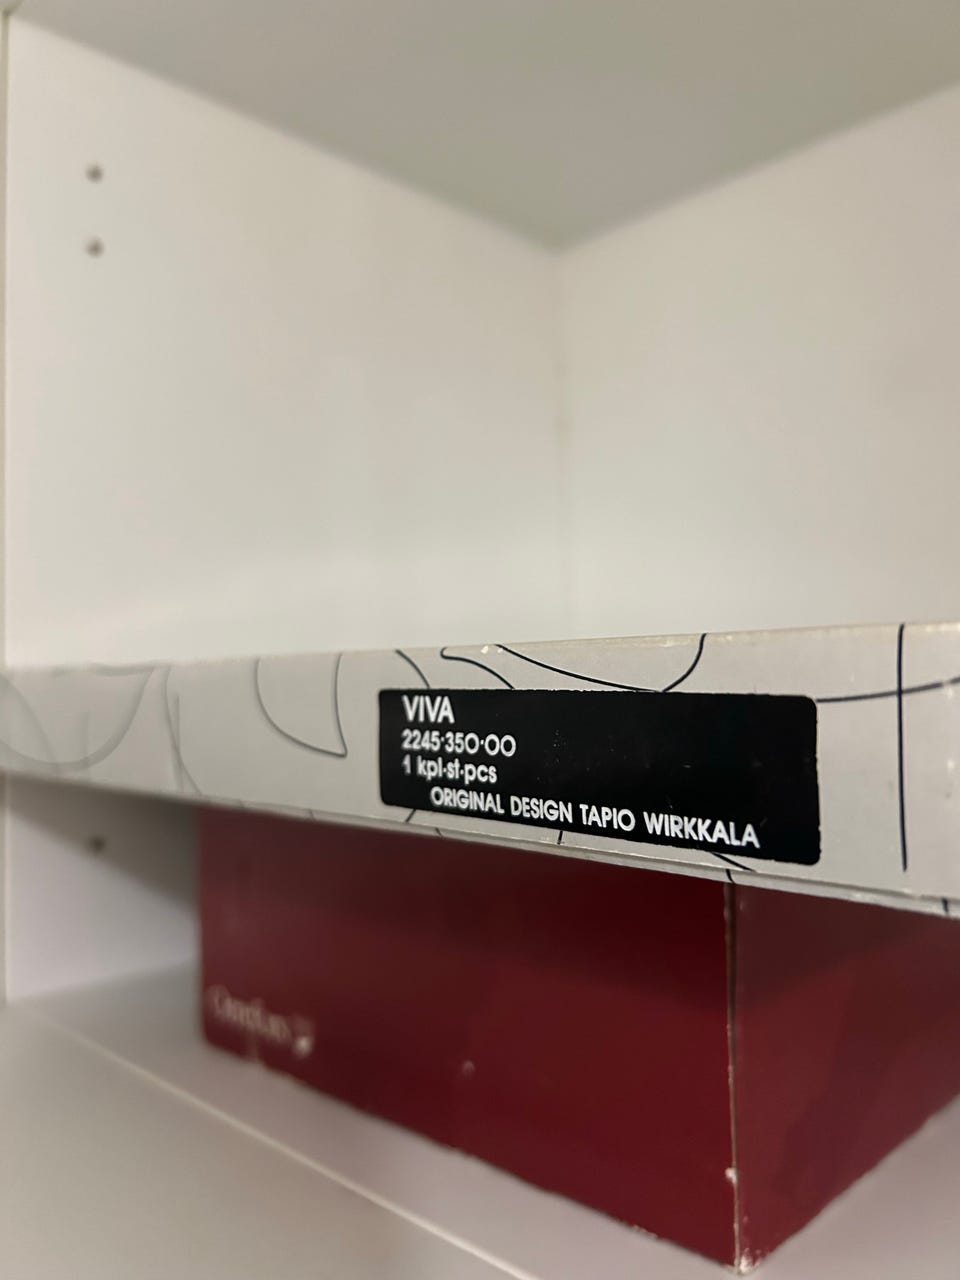 VIVA
2245·350·00
1 kpl·st·pcs
ORIGINAL DESIGN TAPIO WIRKKALA